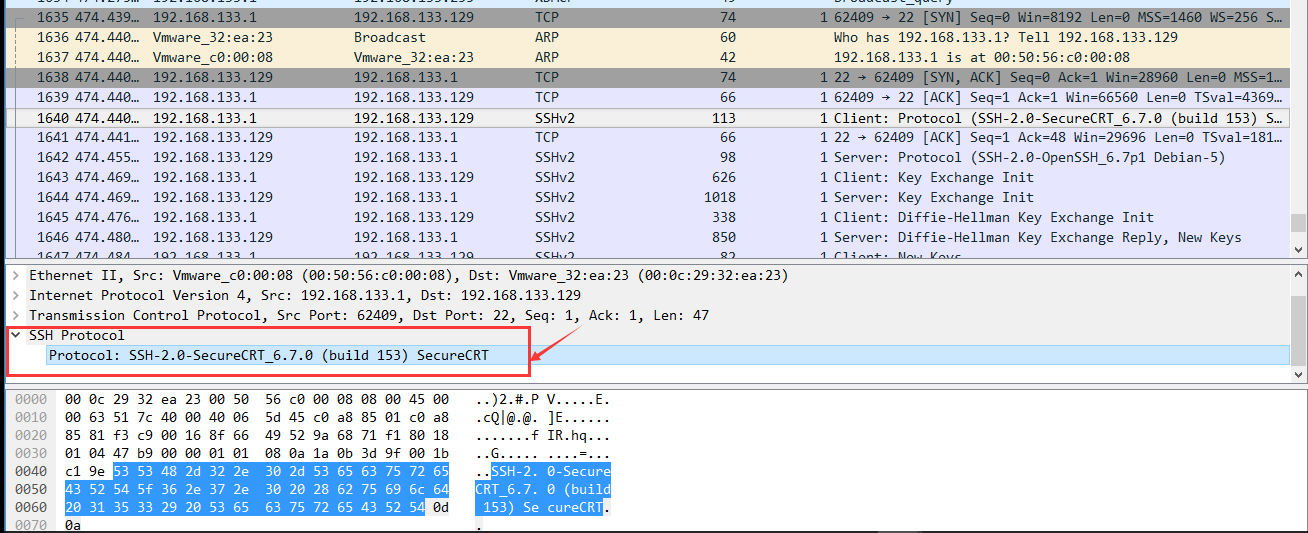 1635 474.439… 192.168.133.1 192.168.133.129 TCP 74 1 62409 → 22 [SYN] Seq=0 Win=8192 Len=0 MSS=1460 WS=256 S…
1636 474.440… Vmware_32:ea:23 Broadcast ARP 60 Who has 192.168.133.1? Tell 192.168.133.129
1637 474.440… Vmware_c0:00:08 Vmware_32:ea:23 ARP 42 192.168.133.1 is at 00:50:56:c0:00:08
1638 474.440… 192.168.133.129 192.168.133.1 TCP 74 1 22 → 62409 [SYN, ACK] Seq=0 Ack=1 Win=28960 Len=0 MSS=1…
1639 474.440… 192.168.133.1 192.168.133.129 TCP 66 1 62409 → 22 [ACK] Seq=1 Ack=1 Win=66560 Len=0 TSval=4369…
1640 474.440… 192.168.133.1 192.168.133.129 SSHv2 113 1 Client: Protocol (SSH-2.0-SecureCRT_6.7.0 (build 153) S…
1641 474.441… 192.168.133.129 192.168.133.1 TCP 66 1 22 → 62409 [ACK] Seq=1 Ack=48 Win=29696 Len=0 TSval=181…
1642 474.455… 192.168.133.129 192.168.133.1 SSHv2 98 1 Server: Protocol (SSH-2.0-OpenSSH_6.7p1 Debian-5)
1643 474.469… 192.168.133.1 192.168.133.129 SSHv2 626 1 Client: Key Exchange Init
1644 474.469… 192.168.133.129 192.168.133.1 SSHv2 1018 1 Server: Key Exchange Init
1645 474.476… 192.168.133.1 192.168.133.129 SSHv2 338 1 Client: Diffie-Hellman Key Exchange Init
1646 474.480… 192.168.133.129 192.168.133.1 SSHv2 850 1 Server: Diffie-Hellman Key Exchange Reply, New Keys
1647 474.484… 192.168.133.1 192.168.133.129 SSHv2 82 1 Client: New Keys
Ethernet II, Src: Vmware_c0:00:08 (00:50:56:c0:00:08), Dst: Vmware_32:ea:23 (00:0c:29:32:ea:23)
Internet Protocol Version 4, Src: 192.168.133.1, Dst: 192.168.133.129
Transmission Control Protocol, Src Port: 62409, Dst Port: 22, Seq: 1, Ack: 1, Len: 47
SSH Protocol
Protocol: SSH-2.0-SecureCRT_6.7.0 (build 153) SecureCRT
0000 00 0c 29 32 ea 23 00 50 56 c0 00 08 08 00 45 00 ..)2.#.P V.....E.
0010 00 63 51 7c 40 00 40 06 5d 45 c0 a8 85 01 c0 a8 .cQ|@.@. ]E......
0020 85 81 f3 c9 00 16 8f 66 49 52 9a 68 71 f1 80 18 .......f IR.hq...
0030 01 04 47 b9 00 00 01 01 08 0a 1a 0b 3d 9f 00 1b ..G..... ....=...
0040 c1 9e 53 53 48 2d 32 2e 30 2d 53 65 63 75 72 65 ..SSH-2. 0-Secure
0050 43 52 54 5f 36 2e 37 2e 30 20 28 62 75 69 6c 64 CRT_6.7. 0 (build
0060 20 31 35 33 29 20 53 65 63 75 72 65 43 52 54 0d 153) Se cureCRT.
0070 0a .